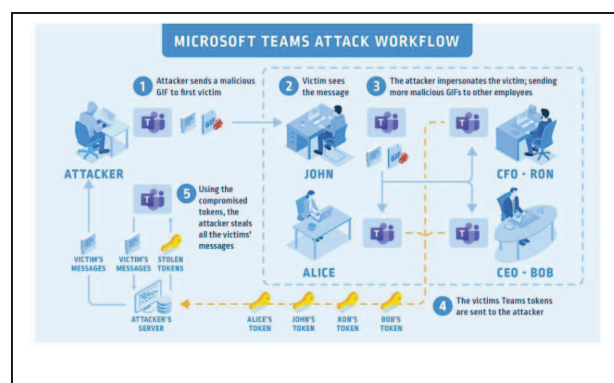 MICROSOFT TEAMS ATTACK WORKFLOW
1
Attacker sends a malicious
GIF to first victim
2
Victim sees
the message
3
The attacker impersonates the victim; sending
more malicious GIFs to other employees
ATTACKER
JOHN
CFO - RON
5
Using the
compromised
tokens, the
attacker steals
all the victims'
messages
ALICE
CEO - BOB
VICTIM'S
MESSAGES
VICTIM'S
MESSAGES
STOLEN
TOKENS
ATTACKER'S
SERVER
ALICE'S
TOKEN
JOHN'S
TOKEN
RON'S
TOKEN
BOB'S
TOKEN
4
The victims Teams tokens
are sent to the attacker